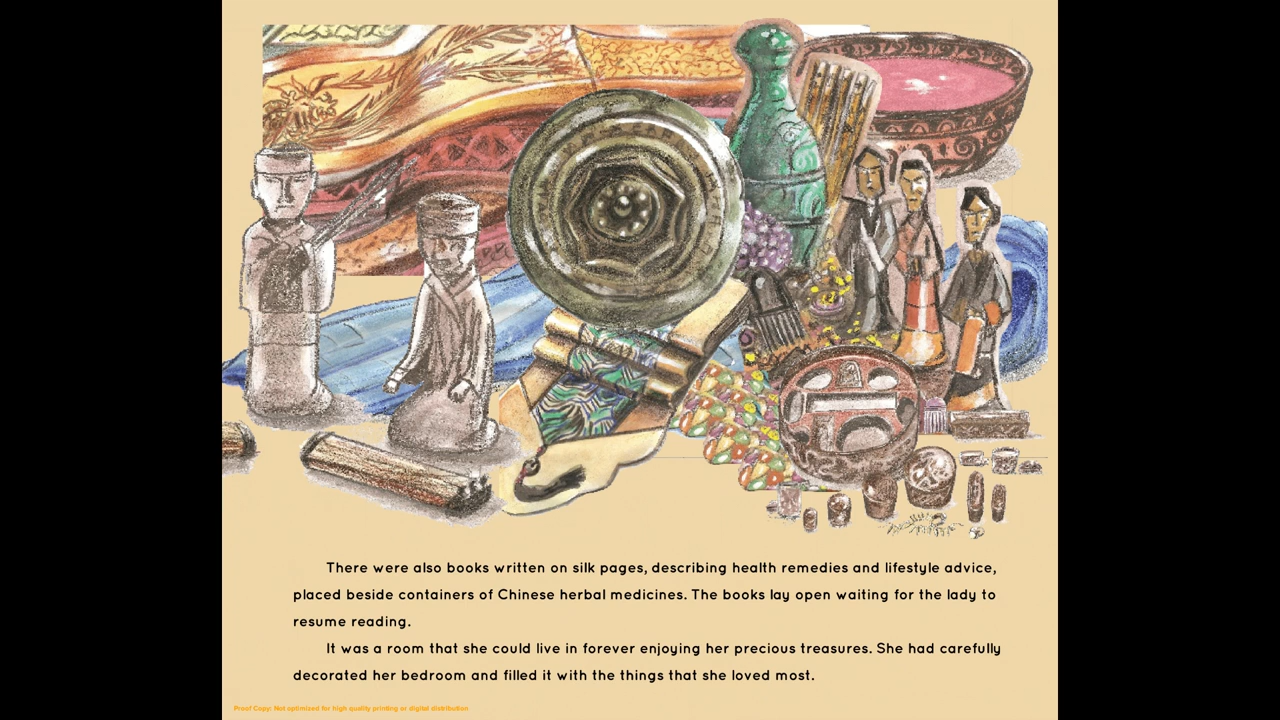 There were also books written on silk pages, describing health remedies and lifestyle advice,
placed beside containers of Chinese herbal medicines. The books lay open waiting for the lady to
resume reading.
It was a room that she could live in forever enjoying her precious treasures. She had carefully
decorated her bedroom and filled it with the things that she loved most.
Proof Copy: Not optimized for high quality printing or digital distribution